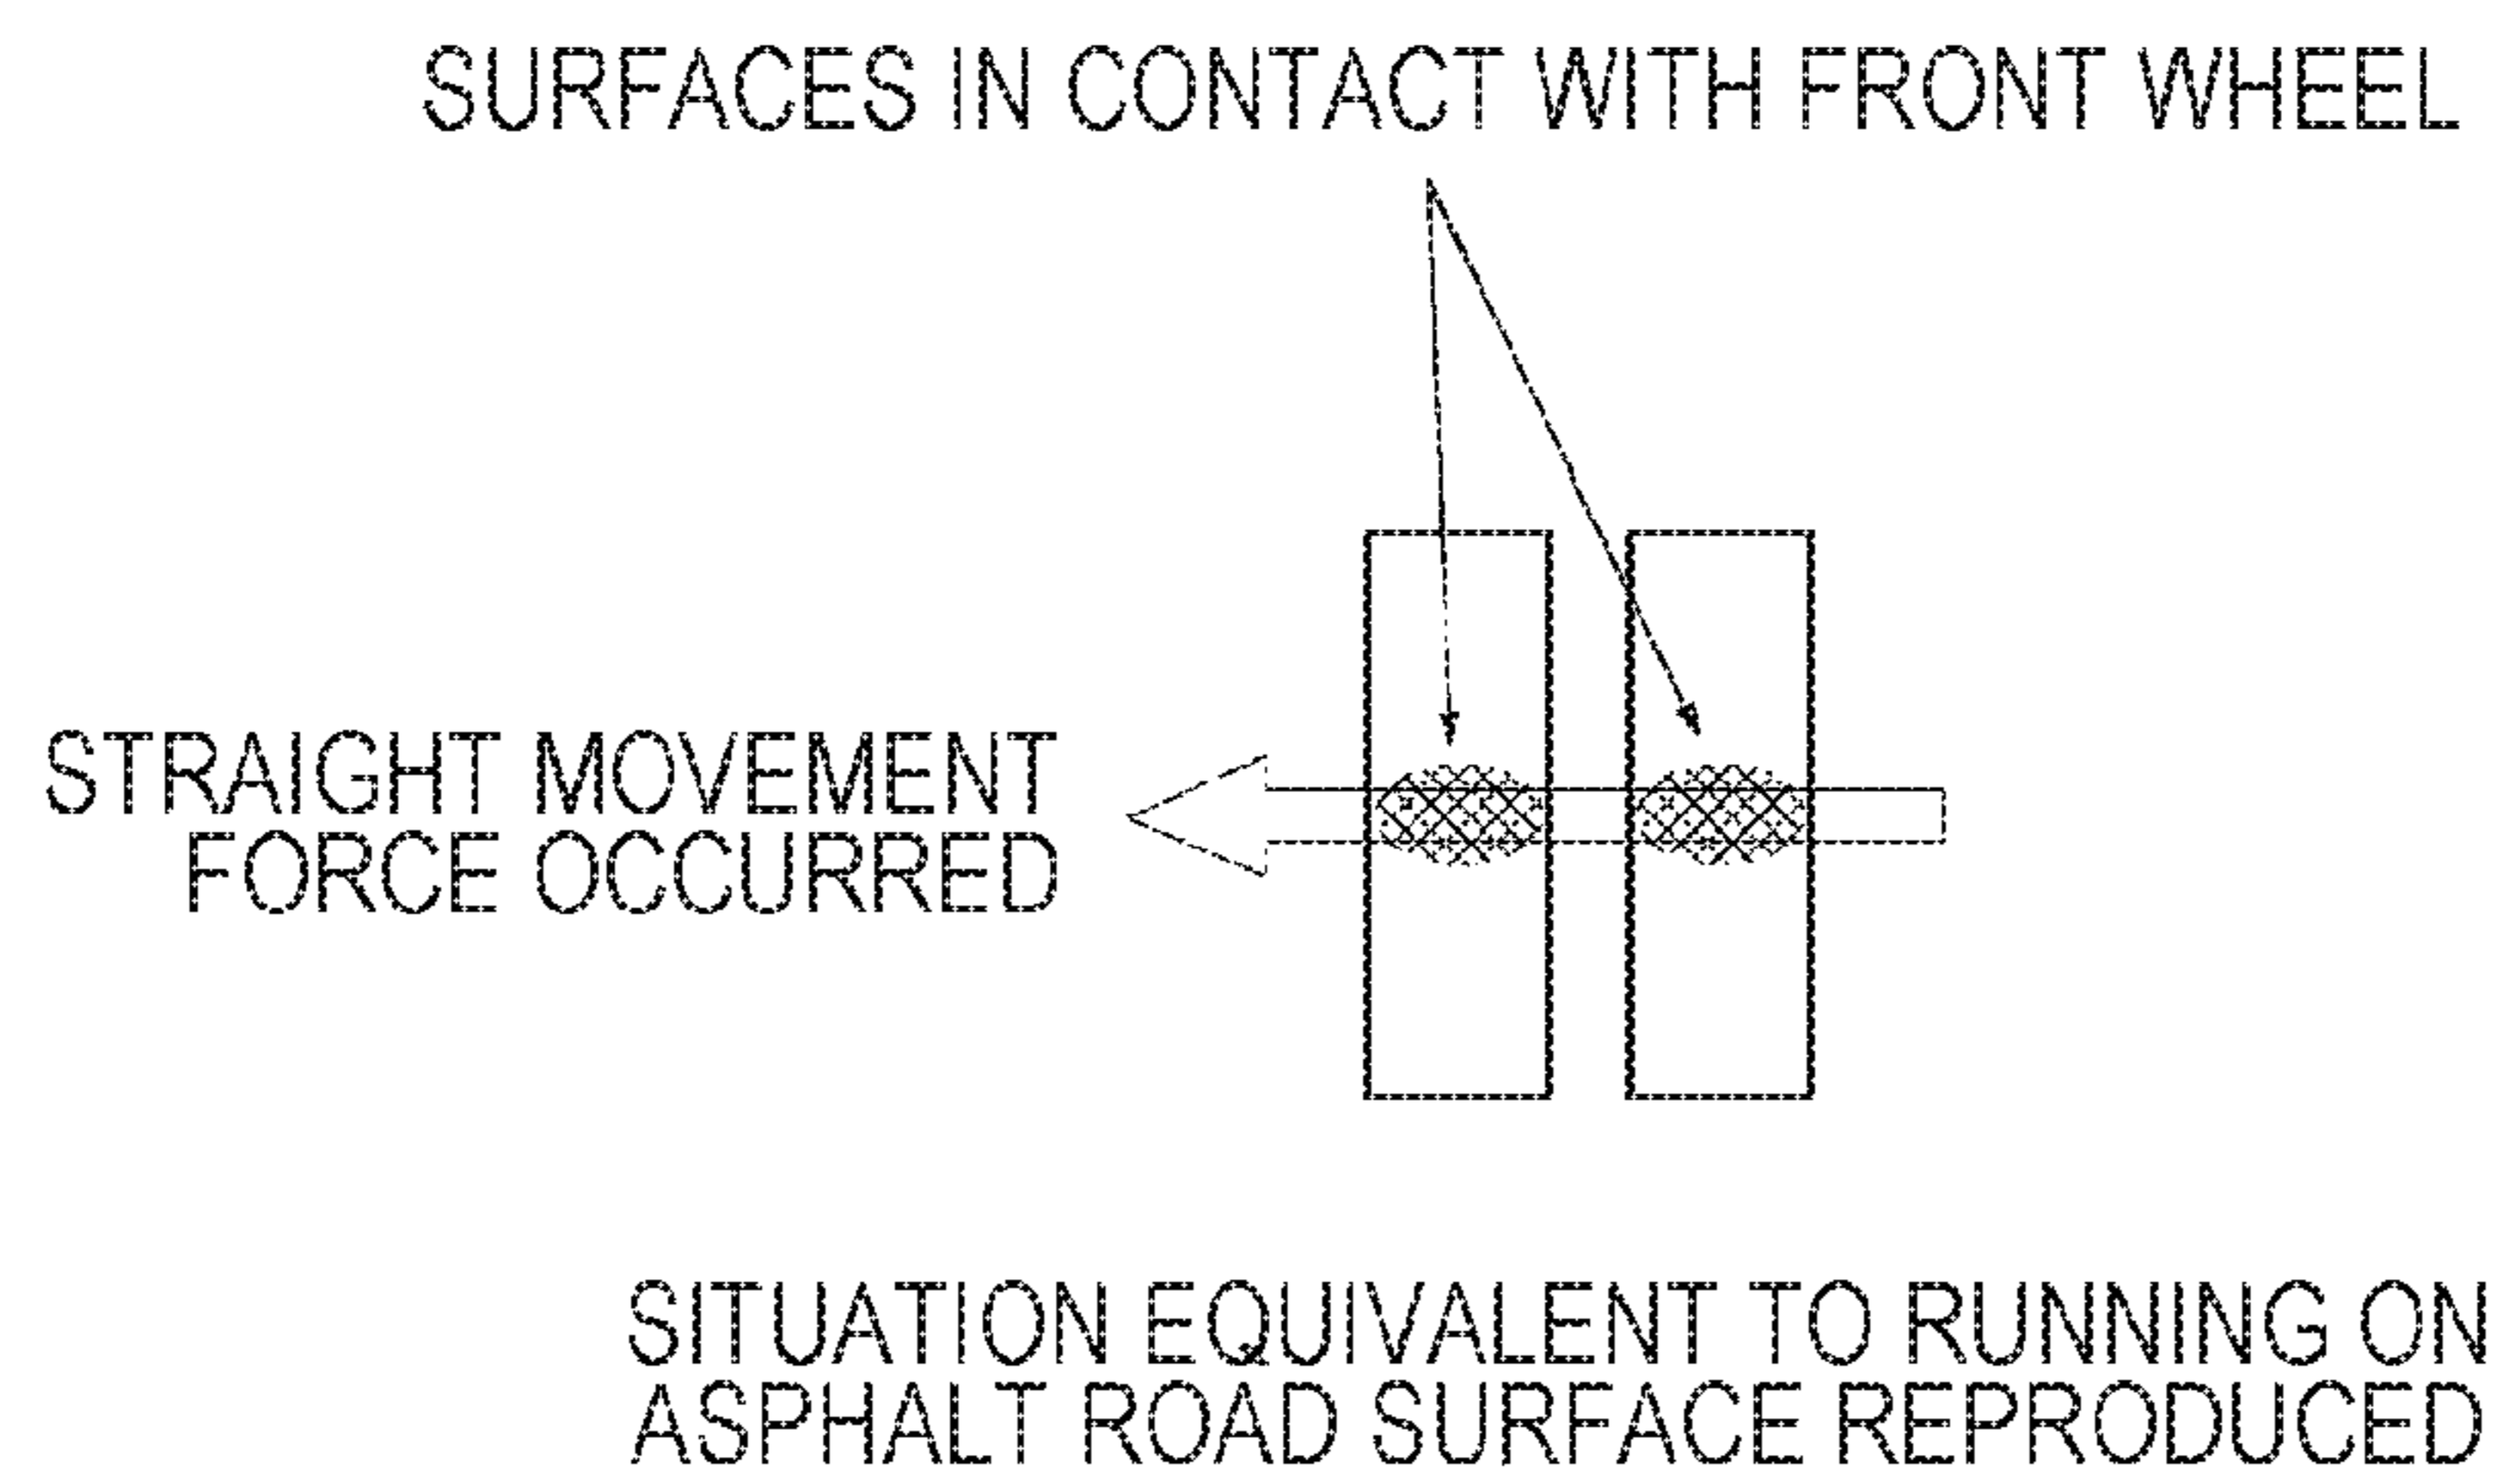 SURFACES IN CONTACT WITH FRONT WHEEL
STRAIGHT MOVEMENT
FORCE OCCURRED
SITUATION EQUIVALENT TO RUNNING ON
ASPHALT ROAD SURFACE REPRODUCED